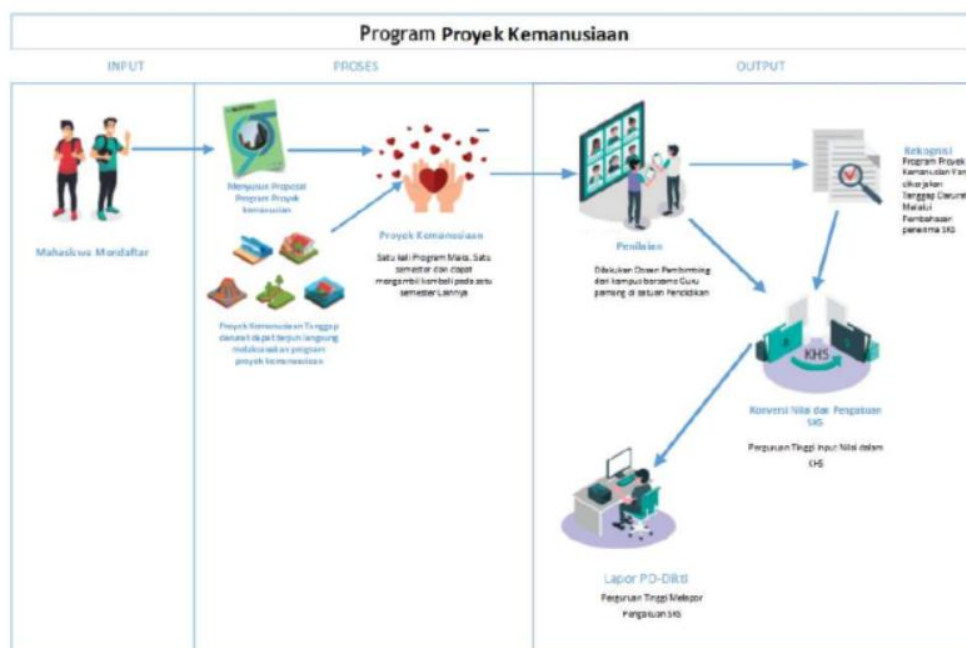 Program Proyek Kemanusiaan
INPUT
PROSES
OUTPUT
Mahasiswa Mendaftar
Menyusun Proposal
Program Proyek
kemanusian
Proyek Kemanusiaan Tanggap
darurat dapat terjun langsung
melaksanakan program
proyek kemanusiaan
Proyek Kemanusiaan
Satu kali Program Maks. Satu
semester dan dapat
mengambil kembali pada satu
semester Lainnya
Penilaian
Dilakukan Dosen Pembimbing
dari kampus bersama Guru
pamong di satuan Pendidikan
Rekognisi
Program Proyek
Kemanusian Yan
dikerjakan
Tanggap Darurat
Melalui
Pembahasan
penerima SKS
KHS
Konversi Nilai dan Pengakuan
SKS
Perguruan Tinggi Input Nilai dalam
KHS
Lapor PD-Dikti
Perguruan Tinggi Melapor
Pengakuan SKS